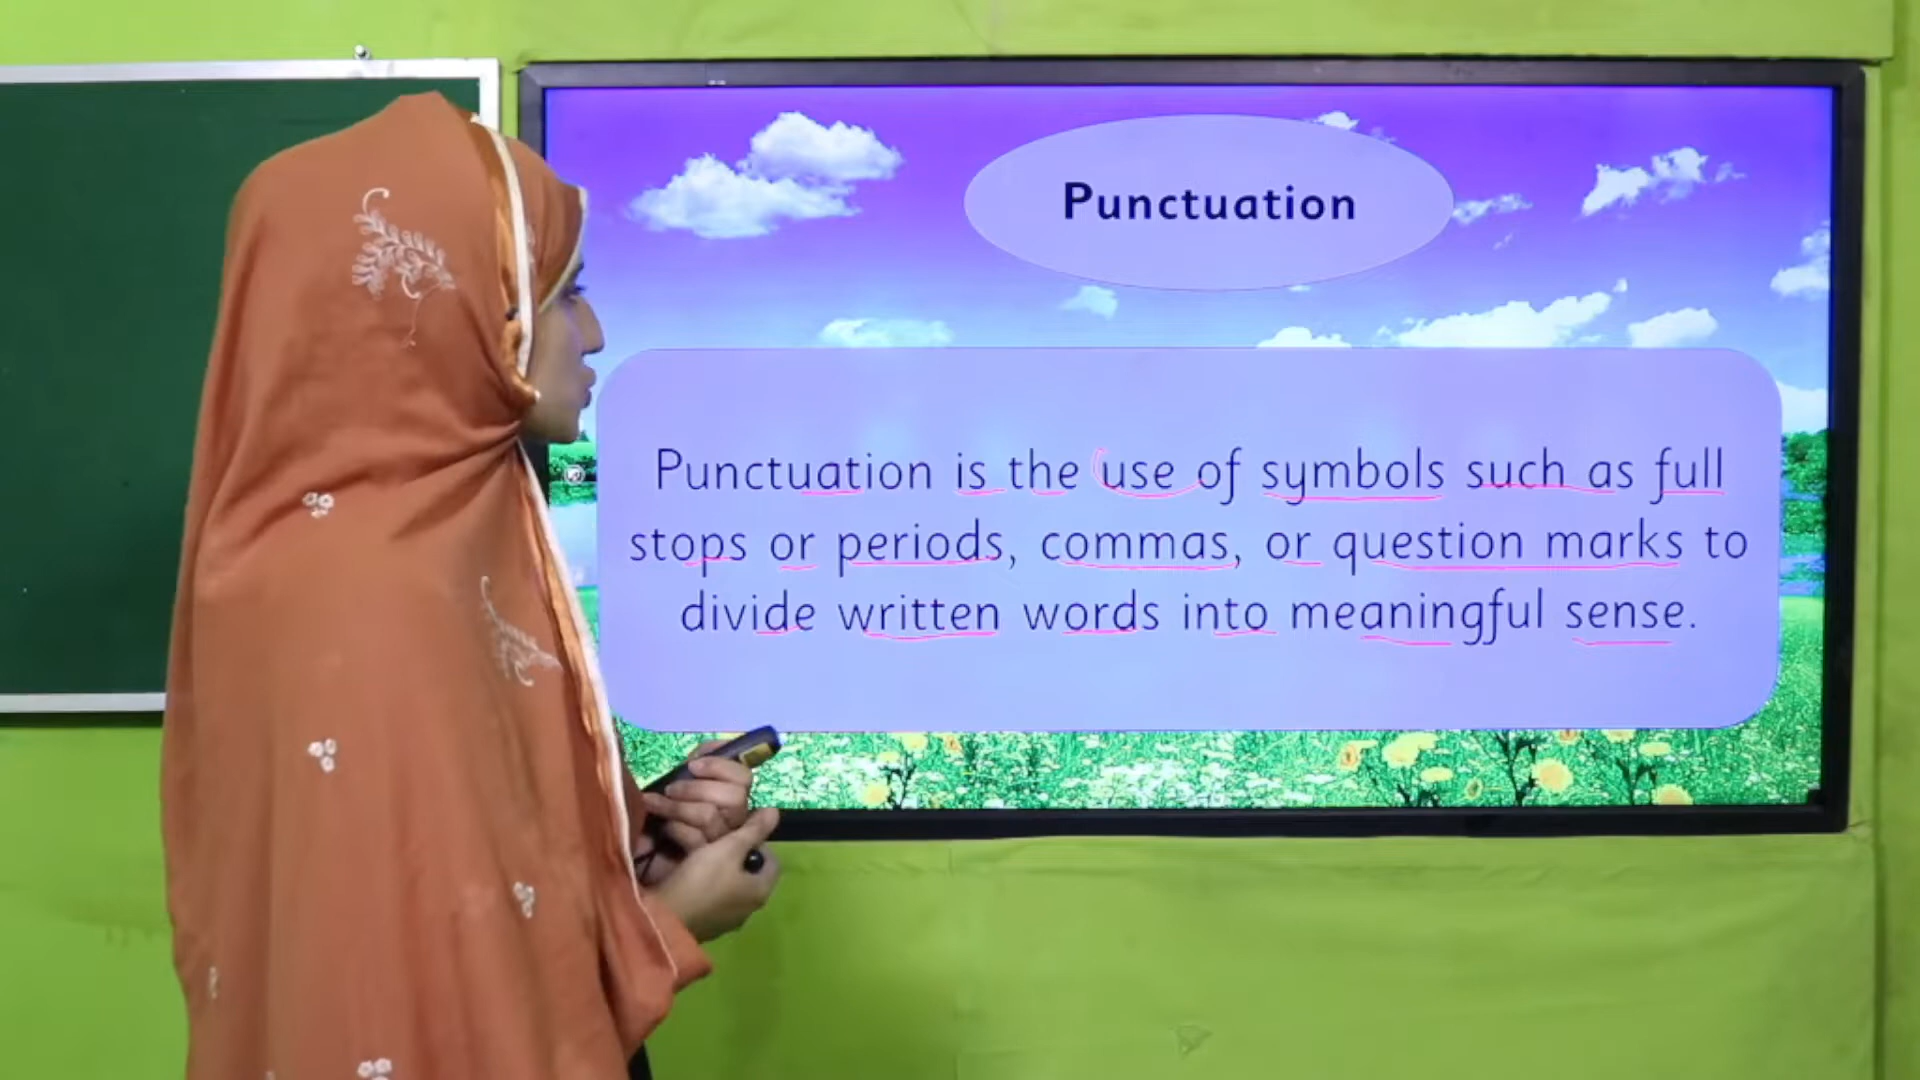 Punctuation
Punctuation is the use of symbols such as full
stops or periods, commas, or question marks to
divide written words into meaningful sense.